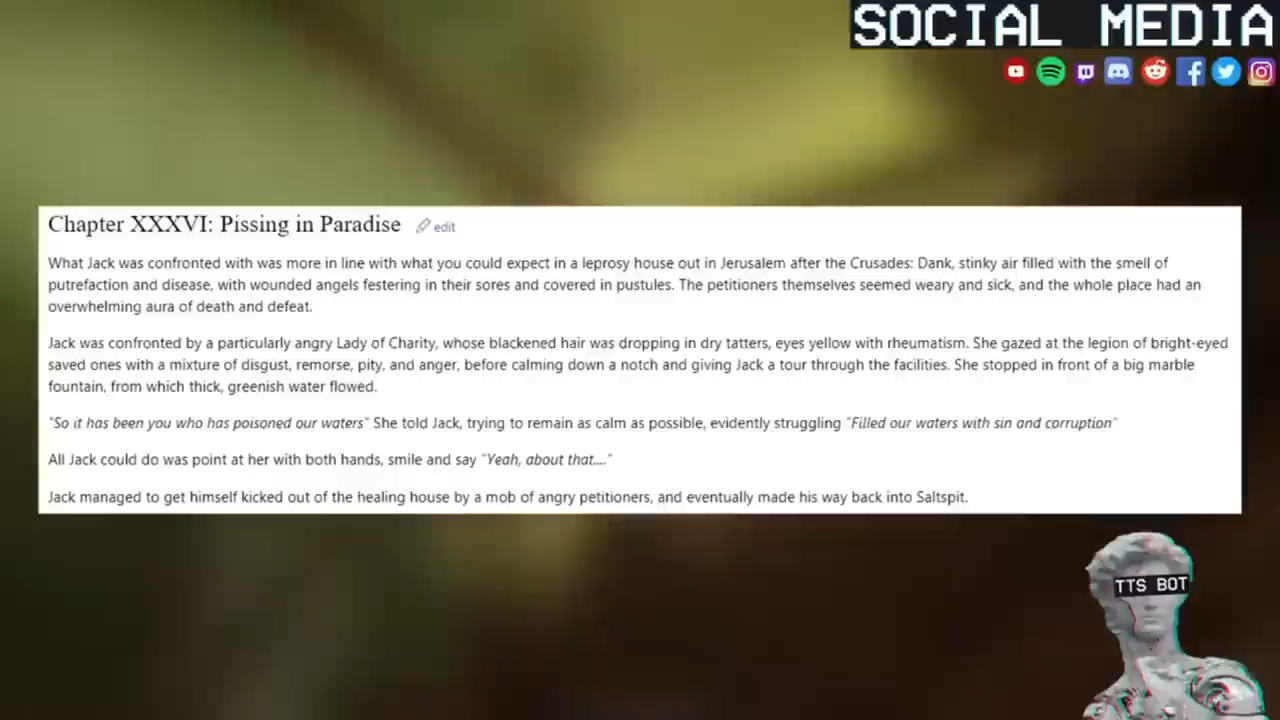 SOCIAL MEDIA
Chapter XXXVI: Pissing in Paradise edit
What Jack was confronted with was more in line with what you could expect in a leprosy house out in Jerusalem after the Crusades: Dank, stinky air filled with the smell of
putrefaction and disease, with wounded angels festering in their sores and covered in pustules. The petitioners themselves seemed weary and sick, and the whole place had an
overwhelming aura of death and defeat.
Jack was confronted by a particularly angry Lady of Charity, whose blackened hair was dropping in dry tatters, eyes yellow with rheumatism. She gazed at the legion of bright-eyed
saved ones with a mixture of disgust, remorse, pity, and anger, before calming down a notch and giving Jack a tour through the facilities. She stopped in front of a big marble
fountain, from which thick, greenish water flowed.
"So it has been you who has poisoned our waters" She told Jack, trying to remain as calm as possible, evidently struggling "Filled our waters with sin and corruption"
All Jack could do was point at her with both hands, smile and say "Yeah, about that...."
Jack managed to get himself kicked out of the healing house by a mob of angry petitioners, and eventually made his way back into Saltspit.
TTS BOT